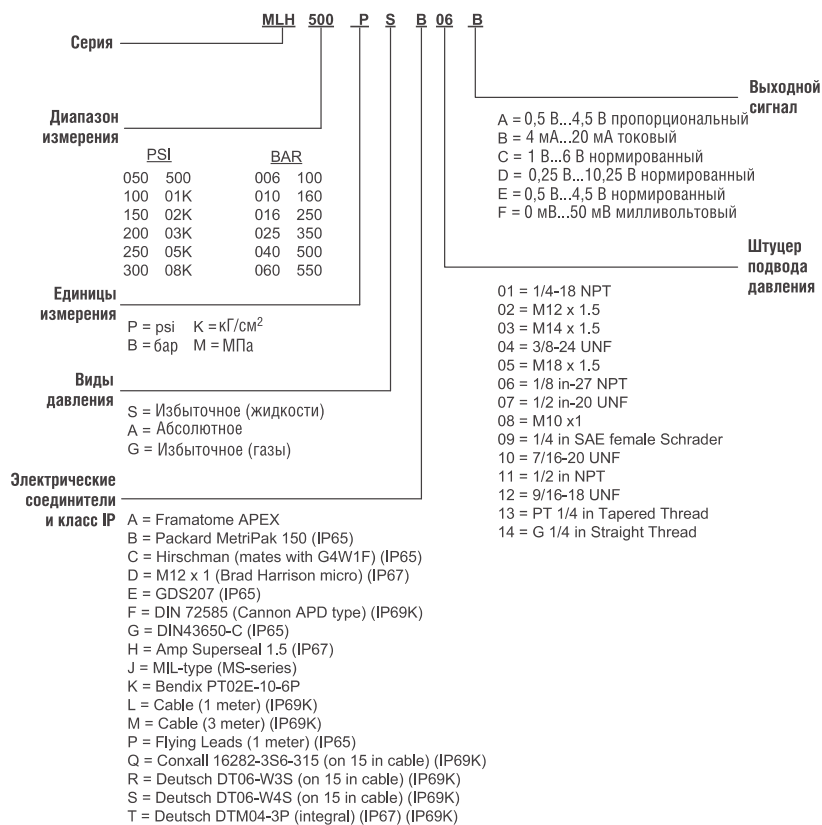 MLH 500 P S B 06 B
Серия
Диапазон
измерения
PSI BAR
050 500 006 100
100 01K 010 160
150 02K 016 250
200 03K 025 350
250 05K 040 500
300 08K 060 550
Единицы
измерения
P = psi K = кГ/см²
B = бар M = МПа
Виды
давления
S = Избыточное (жидкости)
A = Абсолютное
G = Избыточное (газы)
Электрические
соединители
и класс IP
A = Framatome APEX
B = Packard MetriPak 150 (IP65)
C = Hirschman (mates with G4W1F) (IP65)
D = M12 x 1 (Brad Harrison micro) (IP67)
E = GDS207 (IP65)
F = DIN 72585 (Cannon APD type) (IP69K)
G = DIN43650-C (IP65)
H = Amp Superseal 1.5 (IP67)
J = MIL-type (MS-series)
K = Bendix PT02E-10-6P
L = Cable (1 meter) (IP69K)
M = Cable (3 meter) (IP69K)
P = Flying Leads (1 meter) (IP65)
Q = Conxall 16282-3S6-315 (on 15 in cable) (IP69K)
R = Deutsch DT06-W3S (on 15 in cable) (IP69K)
S = Deutsch DT06-W4S (on 15 in cable) (IP69K)
T = Deutsch DTM04-3P (integral) (IP67) (IP69K)
Выходной
сигнал
A = 0,5 В...4,5 В пропорциональный
B = 4 мА...20 мА токовый
C = 1 В...6 В нормированный
D = 0,25 В...10,25 В нормированный
E = 0,5 В...4,5 В нормированный
F = 0 мВ...50 мВ милливольтовый
Штуцер
подвода
давления
01 = 1/4-18 NPT
02 = M12 x 1.5
03 = M14 x 1.5
04 = 3/8-24 UNF
05 = M18 x 1.5
06 = 1/8 in-27 NPT
07 = 1/2 in-20 UNF
08 = M10 x1
09 = 1/4 in SAE female Schrader
10 = 7/16-20 UNF
11 = 1/2 in NPT
12 = 9/16-18 UNF
13 = PT 1/4 in Tapered Thread
14 = G 1/4 in Straight Thread